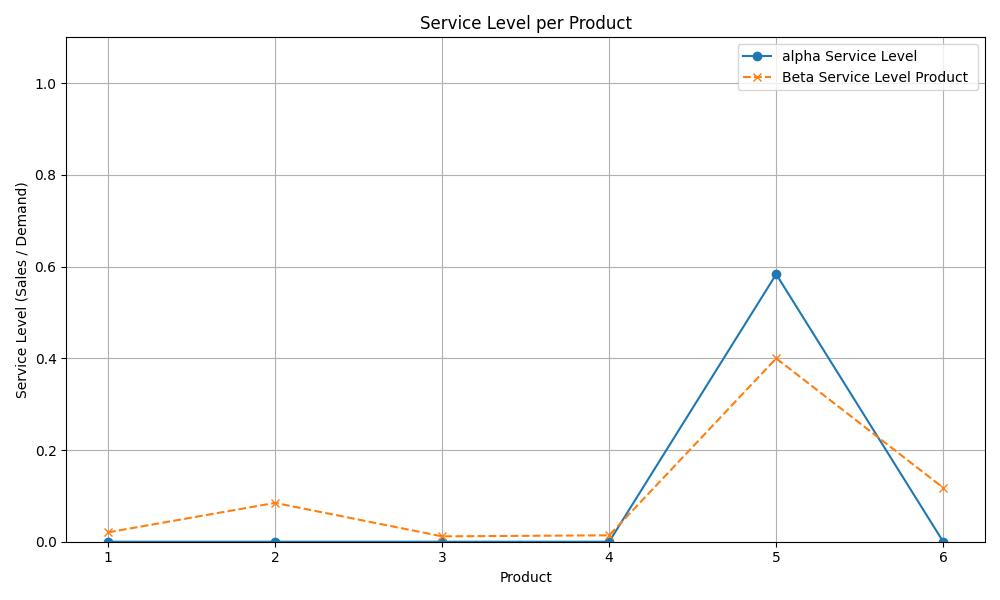 Service Level per Product
alpha Service Level
Beta Service Level Product
Service Level (Sales / Demand)
1.0
0.8
0.6
0.4
0.2
0.0
1 2 3 4 5 6
Product